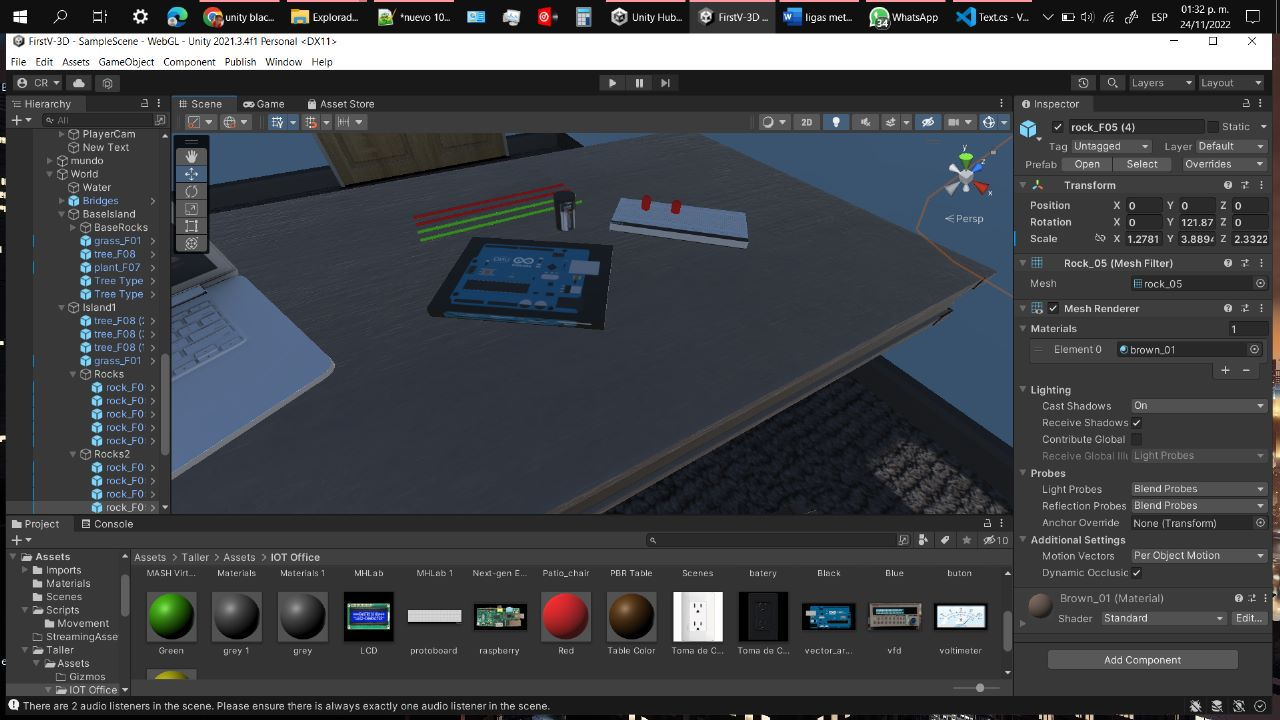 unity blac...
Explorad...
*nuevo 10...
Unity Hub...
FirstV-3D ...
ligas met...
34
WhatsApp
Text.cs - V...
ESP
01:32 p. m.
24/11/2022
FirstV-3D - SampleScene - WebGL - Unity 2021.3.4f1 Personal <DX11>
File Edit Assets GameObject Component Publish Window Help
CR
Layers
Layout
Hierarchy
All
PlayerCam
New Text
mundo
World
Water
Bridges
BaseIsland
BaseRocks
grass_F01
tree_F08
plant_F07
Tree Type
Tree Type
Island1
tree_F08 (2
tree_F08 (3
tree_F08 (1
grass_F01
Rocks
rock_F0
rock_F0
rock_F0
rock_F0
rock_F0
Rocks2
rock_F0
rock_F0
rock_F0
rock_F0
Scene
Game
Asset Store
2D
y
z
x
Persp
Inspector
rock_F05 (4)
Static
Tag Untagged Layer Default
Prefab Open Select Overrides
Transform
Position X 0 Y 0 Z 0
Rotation X 0 Y 121.87 Z 0
Scale X 1.2781 Y 3.8894 Z 2.3322
Rock_05 (Mesh Filter)
Mesh rock_05
Mesh Renderer
Materials 1
Element 0 brown_01
Lighting
Cast Shadows On
Receive Shadows
Contribute Global
Receive Global Illu Light Probes
Probes
Light Probes Blend Probes
Reflection Probes Blend Probes
Anchor Override None (Transform)
Additional Settings
Motion Vectors Per Object Motion
Dynamic Occlusic
Brown_01 (Material)
Shader Standard Edit...
Add Component
Project
Console
10
Assets
Imports
Materials
Scenes
Scripts
Movement
StreamingAsse
Taller
Assets
Gizmos
IOT Office
Assets > Taller > Assets > IOT Office
MASH Virt... Materials Materials 1 MHLab MHLab 1 Next-gen E... Patio_chair PBR Table Scenes batery Black Blue buton
Green grey 1 grey LCD protoboard raspberry Red Table Color Toma de C... Toma de C... vector_ar... vfd voltimeter
There are 2 audio listeners in the scene. Please ensure there is always exactly one audio listener in the scene.